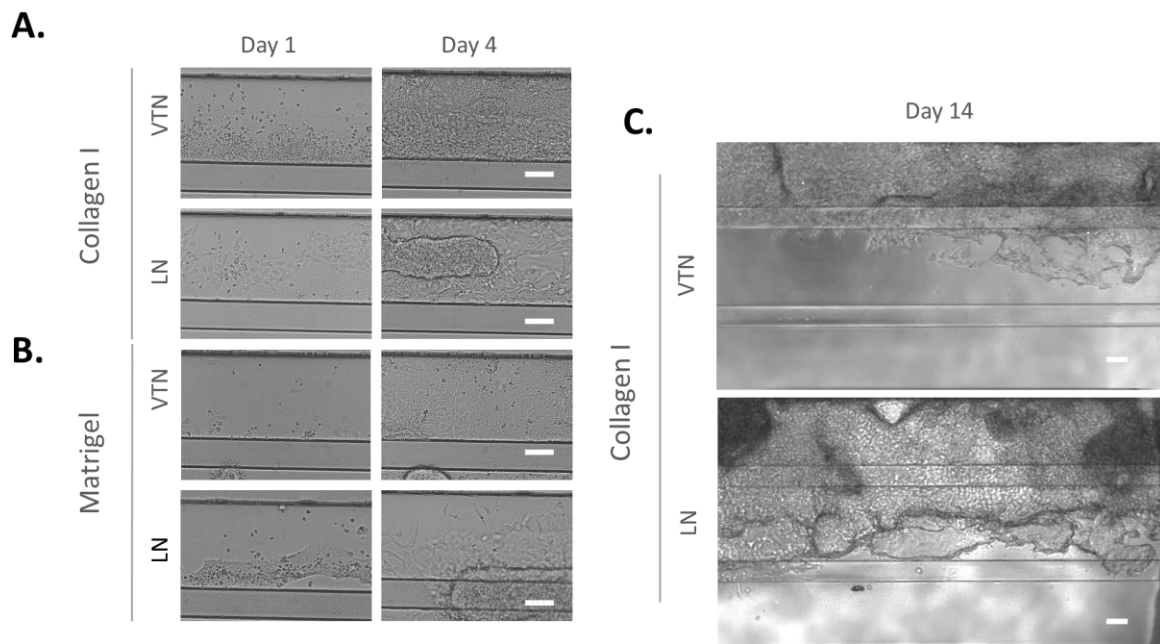 A.
Day 1
Day 4
Collagen I
VTN
LN
B.
Matrigel
VTN
LN
C.
Day 14
Collagen I
VTN
LN